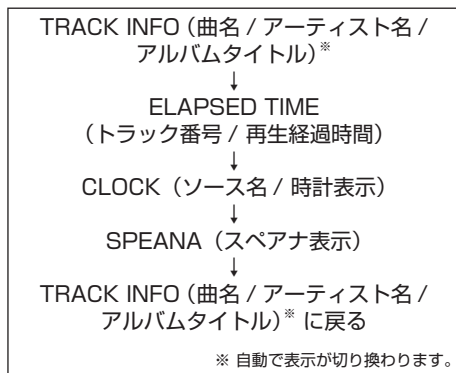 TRACK INFO（曲名 / アーティスト名 /
アルバムタイトル）※
↓
ELAPSED TIME
（トラック番号 / 再生経過時間）
↓
CLOCK（ソース名 / 時計表示）
↓
SPEANA（スペアナ表示）
↓
TRACK INFO（曲名 / アーティスト名 /
アルバムタイトル）※ に戻る
※ 自動で表示が切り換わります。